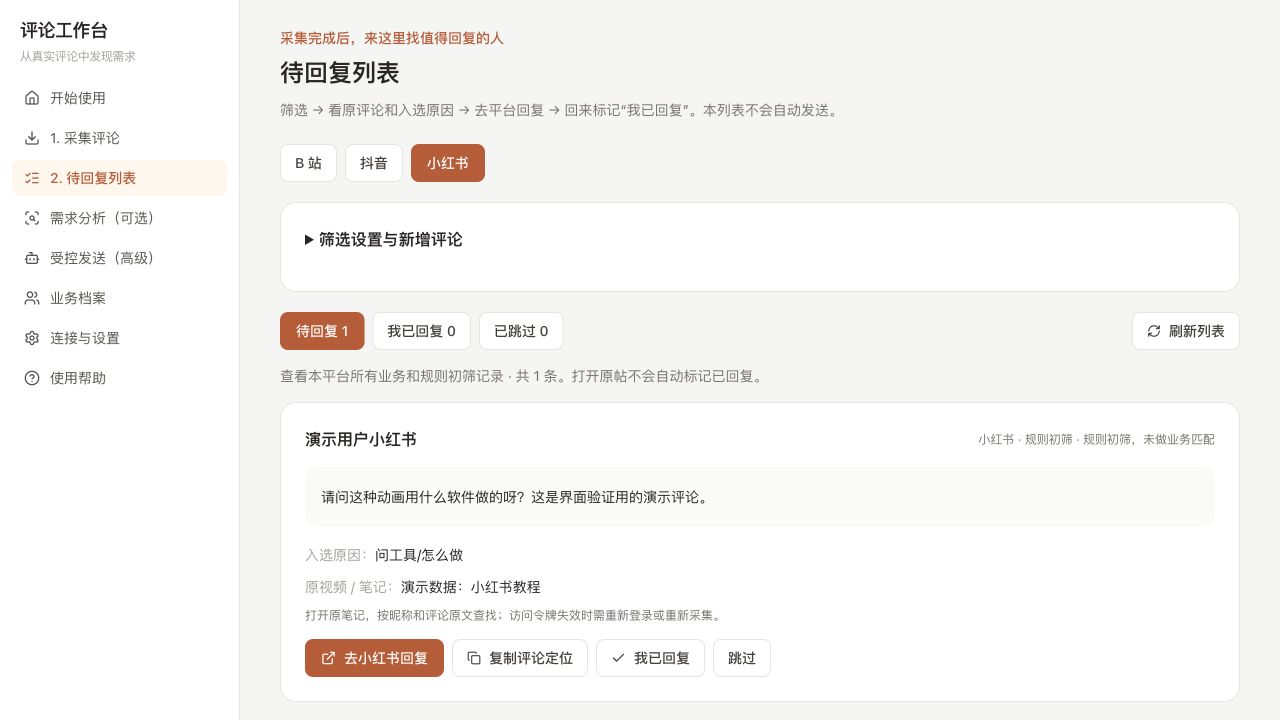 评论工作台
从真实评论中发现需求
开始使用
1. 采集评论
2. 待回复列表
需求分析（可选）
受控发送（高级）
业务档案
连接与设置
使用帮助
采集完成后，来这里找值得回复的人
待回复列表
筛选 → 看原评论和入选原因 → 去平台回复 → 回来标记“我已回复”。本列表不会自动发送。
B 站
抖音
小红书
筛选设置与新增评论
待回复 1
我已回复 0
已跳过 0
刷新列表
查看本平台所有业务和规则初筛记录 · 共 1 条。打开原帖不会自动标记已回复。
演示用户小红书
小红书 · 规则初筛 · 规则初筛，未做业务匹配
请问这种动画用什么软件做的呀？这是界面验证用的演示评论。
入选原因：问工具/怎么做
原视频 / 笔记：演示数据：小红书教程
打开原笔记，按昵称和评论原文查找；访问令牌失效时需重新登录或重新采集。
去小红书回复
复制评论定位
我已回复
跳过